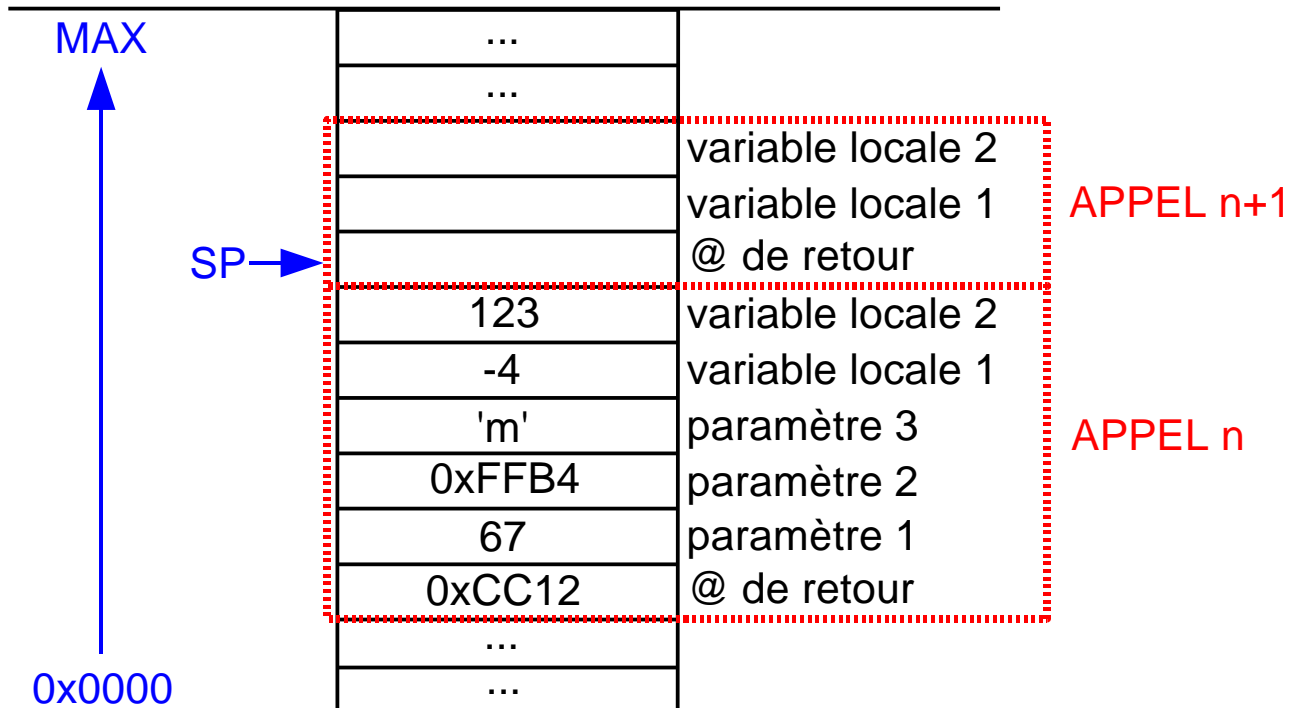 MAX
...
...
variable locale 2
variable locale 1
APPEL n+1
SP
@ de retour
123
variable locale 2
-4
variable locale 1
'm'
paramètre 3
APPEL n
0xFFB4
paramètre 2
67
paramètre 1
0xCC12
@ de retour
...
0x0000
...